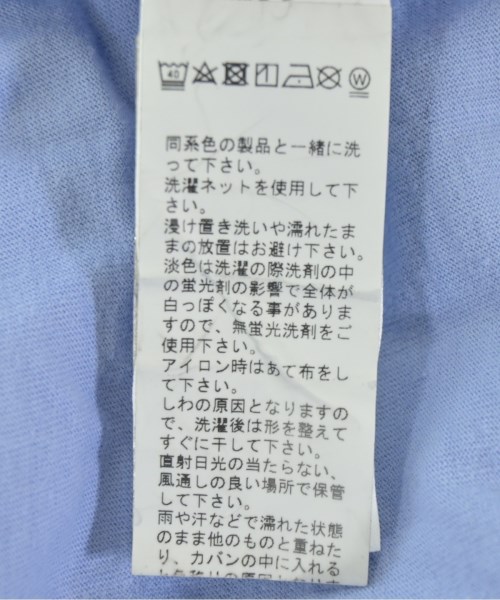 40
W
同系色の製品と一緒に洗
って下さい。
洗濯ネットを使用して下
さい。
浸け置き洗いや濡れたま
まの放置はお避け下さい。
淡色は洗濯の際洗剤の中
の蛍光剤の影響で全体が
白っぽくなる事がありま
すので、無蛍光洗剤をご
使用下さい。
アイロン時はあて布をし
て下さい。
しわの原因となりますの
で、洗濯後は形を整えて
すぐに干して下さい。
直射日光の当たらない、
風通しの良い場所で保管
して下さい。
雨や汗などで濡れた状態
のまま他のものと重ねた
り、カバンの中に入れる